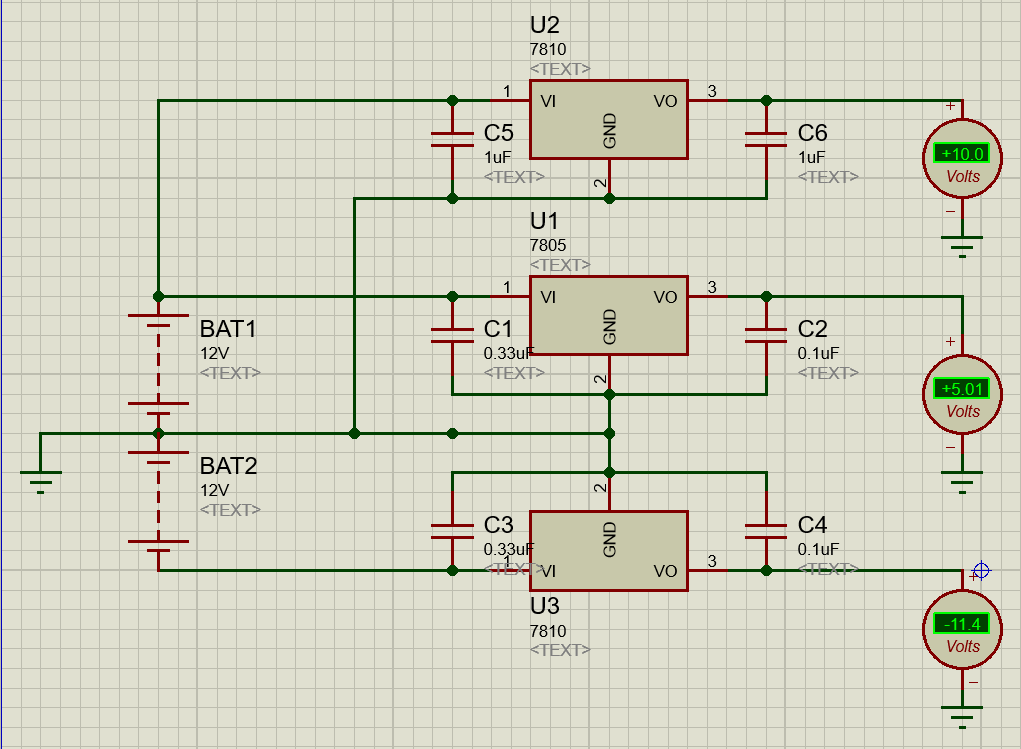 U2
7810
<TEXT>
1
VI
VO
3
GND
2
C5
1uF
<TEXT>
C6
1uF
<TEXT>
+
+10.0
Volts
−
U1
7805
<TEXT>
1
VI
VO
3
GND
2
BAT1
12V
<TEXT>
C1
0.33uF
<TEXT>
C2
0.1uF
<TEXT>
+
+5.01
Volts
−
BAT2
12V
<TEXT>
2
GND
C3
0.33uF
<TEXT>
1
VI
VO
3
C4
0.1uF
<TEXT>
U3
7810
<TEXT>
+
-11.4
Volts
−